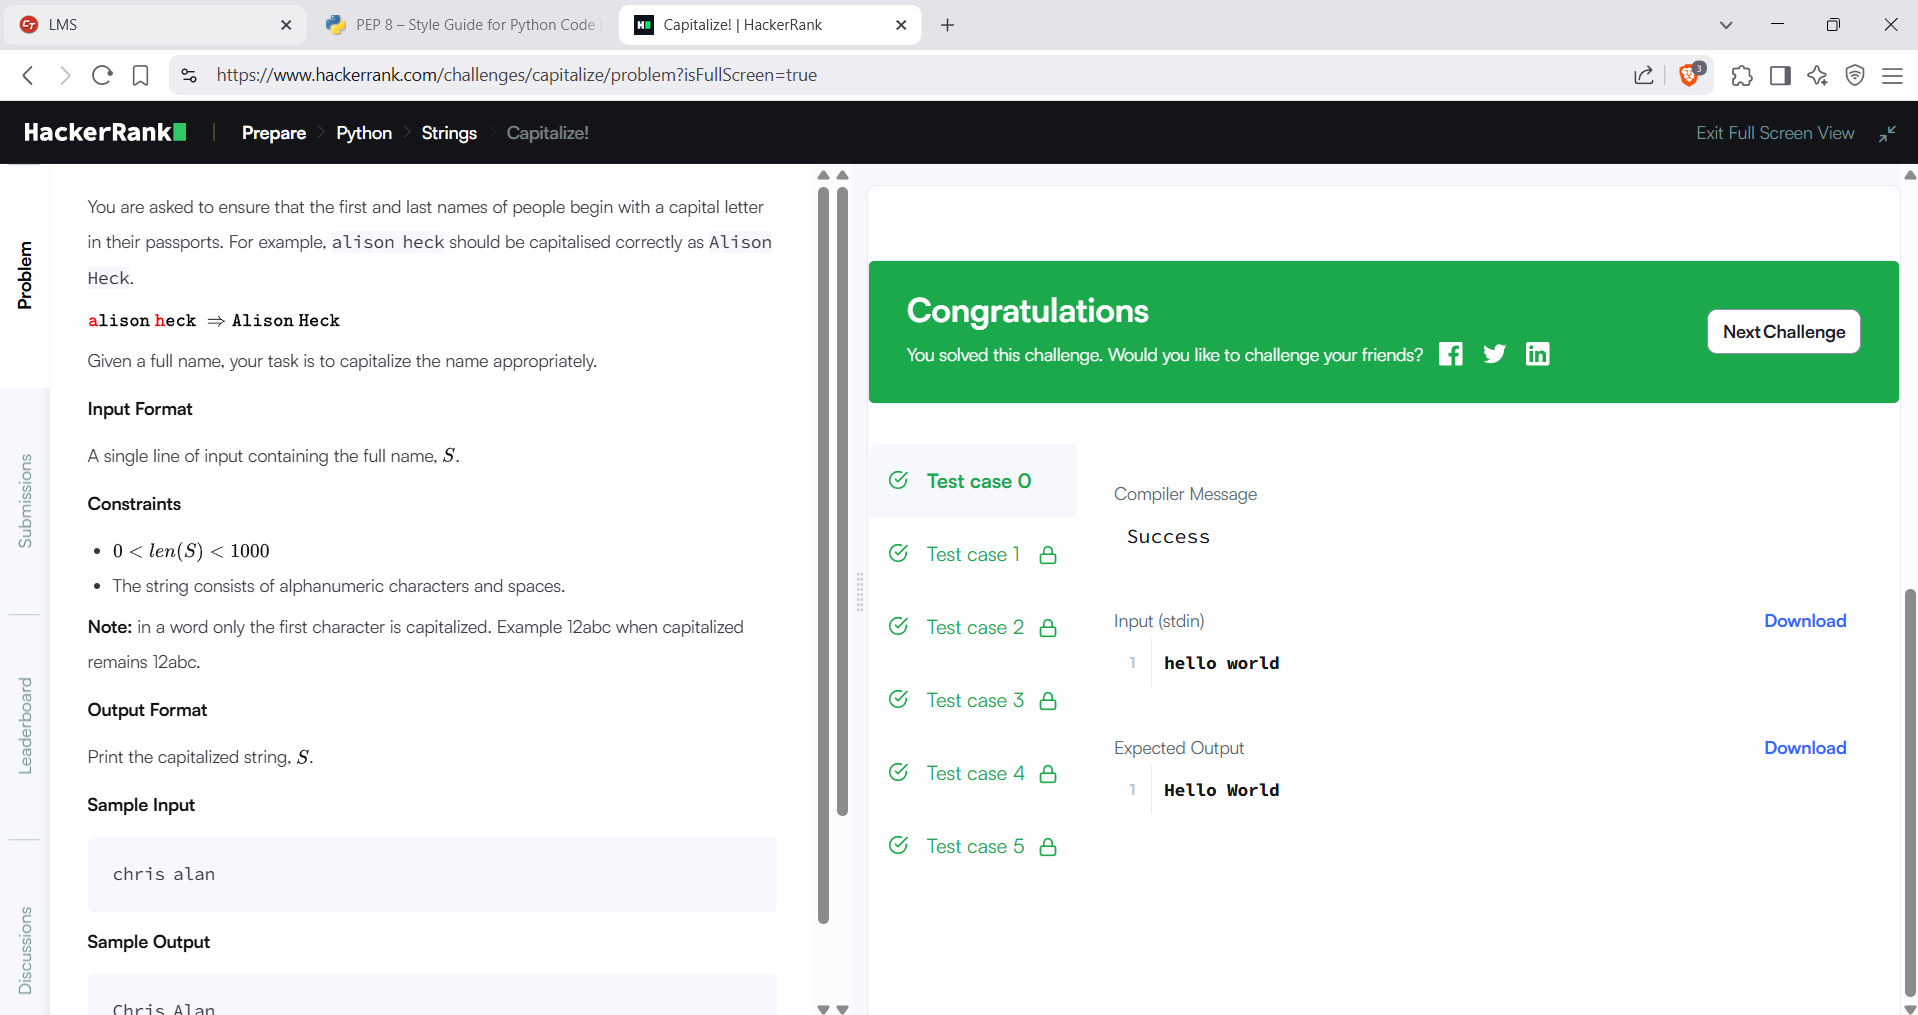 LMS
PEP 8 – Style Guide for Python Code
Capitalize! | HackerRank
https://www.hackerrank.com/challenges/capitalize/problem?isFullScreen=true
3
HackerRank
Prepare
Python
Strings
Capitalize!
Exit Full Screen View
Problem
Submissions
Leaderboard
Discussions
You are asked to ensure that the first and last names of people begin with a capital letter
in their passports. For example, alison heck should be capitalised correctly as Alison
Heck.
alison heck ⇒ Alison Heck
Given a full name, your task is to capitalize the name appropriately.
Input Format
A single line of input containing the full name, S.
Constraints
• 0 < len(S) < 1000
• The string consists of alphanumeric characters and spaces.
Note: in a word only the first character is capitalized. Example 12abc when capitalized
remains 12abc.
Output Format
Print the capitalized string, S.
Sample Input
chris alan
Sample Output
Chris Alan
Congratulations
You solved this challenge. Would you like to challenge your friends?
Next Challenge
Test case 0
Test case 1
Test case 2
Test case 3
Test case 4
Test case 5
Compiler Message
Success
Input (stdin)
Download
1 hello world
Expected Output
Download
1 Hello World